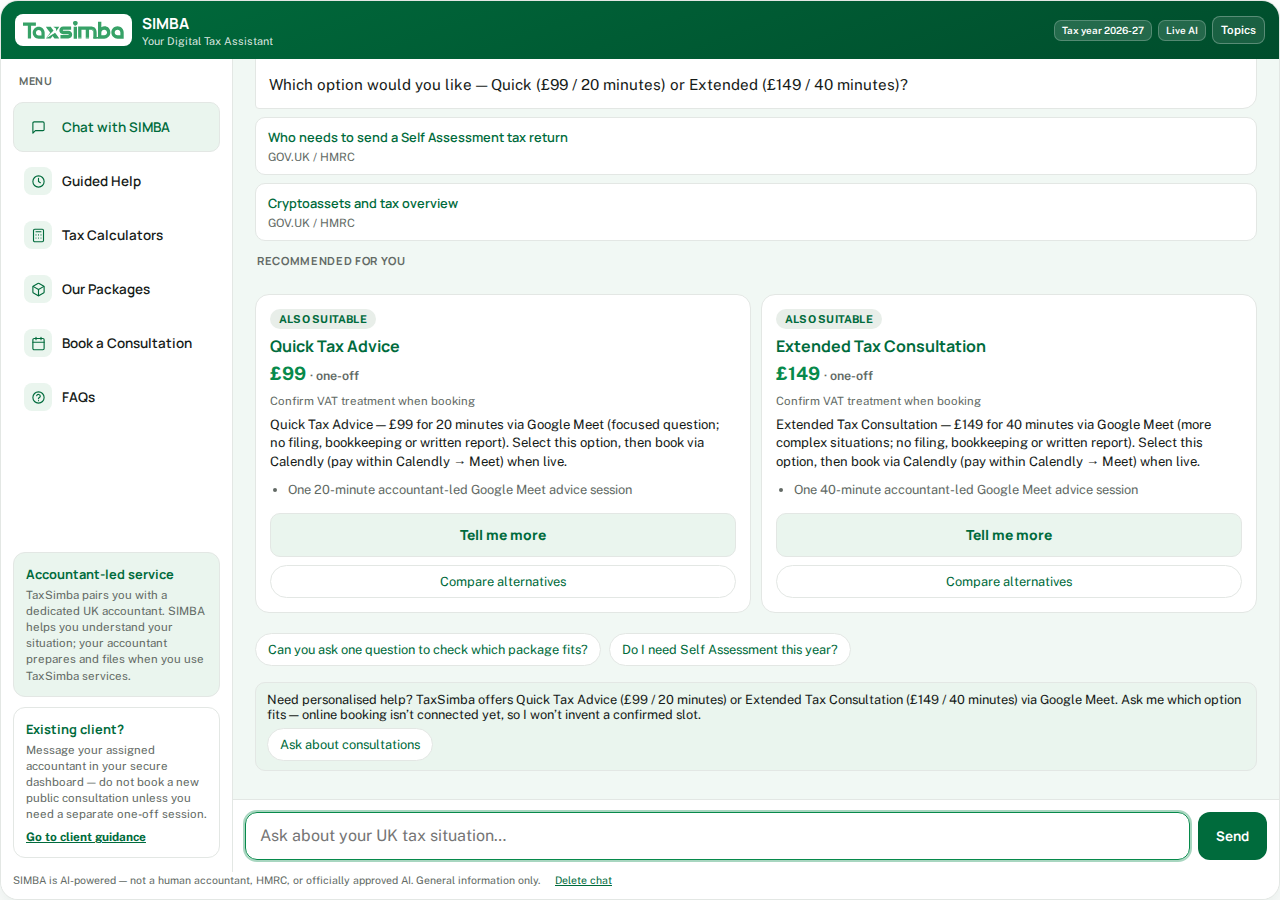 Taxsimba
SIMBA
Your Digital Tax Assistant
Tax year 2026-27
Live AI
Topics
MENU
Chat with SIMBA
Guided Help
Tax Calculators
Our Packages
Book a Consultation
FAQs
Accountant-led service
TaxSimba pairs you with a
dedicated UK accountant. SIMBA
helps you understand your
situation; your accountant
prepares and files when you use
TaxSimba services.
Existing client?
Message your assigned
accountant in your secure
dashboard — do not book a new
public consultation unless you
need a separate one-off session.
Go to client guidance
Which option would you like — Quick (£99 / 20 minutes) or Extended (£149 / 40 minutes)?
Who needs to send a Self Assessment tax return
GOV.UK / HMRC
Cryptoassets and tax overview
GOV.UK / HMRC
RECOMMENDED FOR YOU
ALSO SUITABLE
Quick Tax Advice
£99 · one-off
Confirm VAT treatment when booking
Quick Tax Advice — £99 for 20 minutes via Google Meet (focused question;
no filing, bookkeeping or written report). Select this option, then book via
Calendly (pay within Calendly → Meet) when live.
• One 20-minute accountant-led Google Meet advice session
Tell me more
Compare alternatives
ALSO SUITABLE
Extended Tax Consultation
£149 · one-off
Confirm VAT treatment when booking
Extended Tax Consultation — £149 for 40 minutes via Google Meet (more
complex situations; no filing, bookkeeping or written report). Select this
option, then book via Calendly (pay within Calendly → Meet) when live.
• One 40-minute accountant-led Google Meet advice session
Tell me more
Compare alternatives
Can you ask one question to check which package fits?
Do I need Self Assessment this year?
Need personalised help? TaxSimba offers Quick Tax Advice (£99 / 20 minutes) or Extended Tax Consultation (£149 / 40 minutes) via Google Meet. Ask me which option
fits — online booking isn't connected yet, so I won't invent a confirmed slot.
Ask about consultations
Ask about your UK tax situation...
Send
SIMBA is AI-powered — not a human accountant, HMRC, or officially approved AI. General information only.
Delete chat